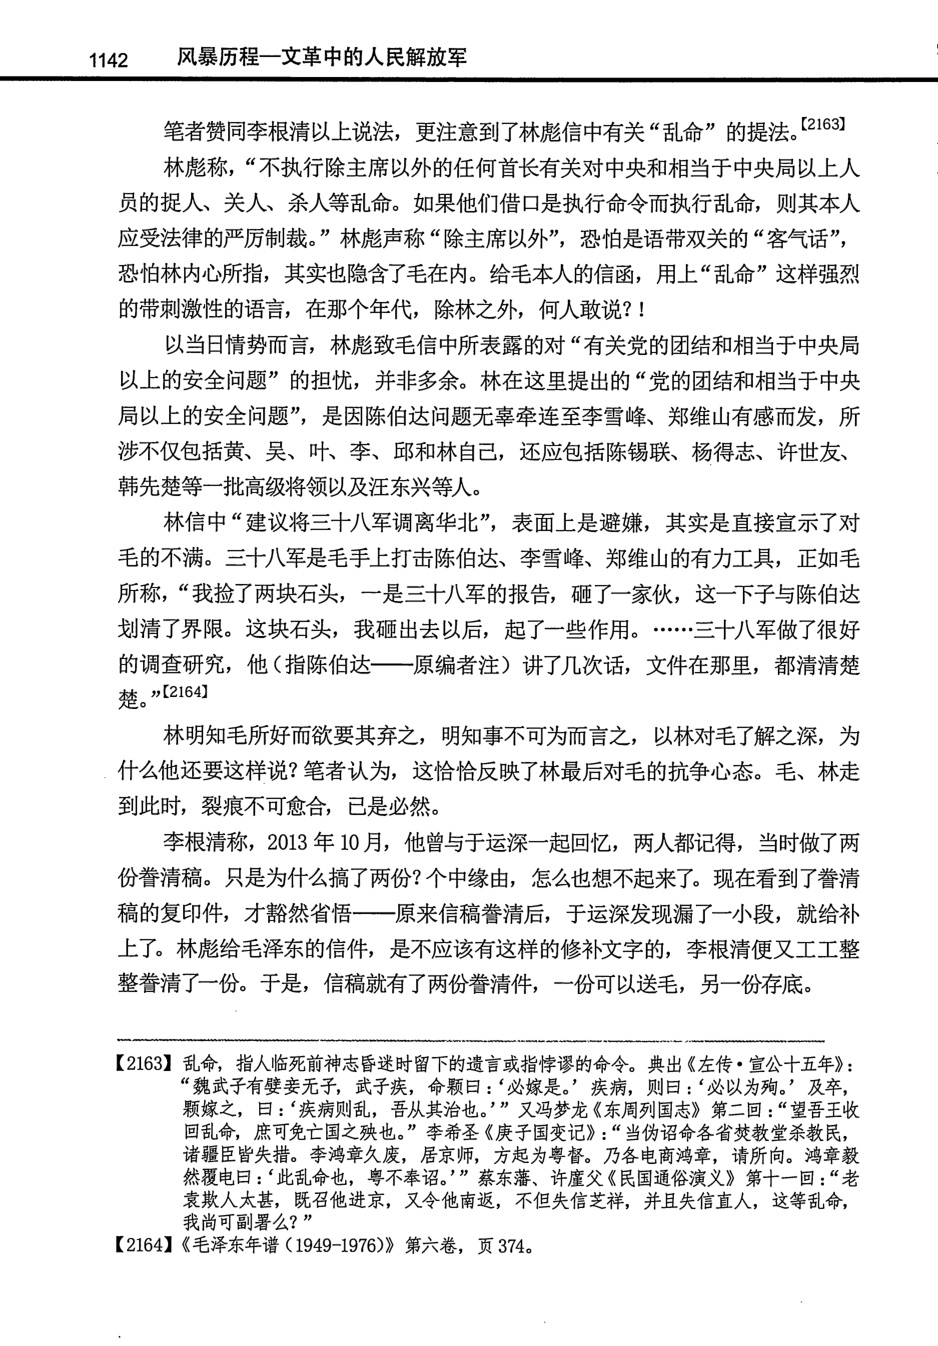 1142 风暴历程—文革中的人民解放军
笔者赞同李根清以上说法，更注意到了林彪信中有关“乱命”的提法。【2163】
林彪称，“不执行除主席以外的任何首长有关对中央和相当于中央局以上人
员的捉人、关人、杀人等乱命。如果他们借口是执行命令而执行乱命，则其本人
应受法律的严厉制裁。”林彪声称“除主席以外”，恐怕是语带双关的“客气话”，
恐怕林内心所指，其实也隐含了毛在内。给毛本人的信函，用上“乱命”这样强烈
的带刺激性的语言，在那个年代，除林之外，何人敢说？！
以当日情势而言，林彪致毛信中所表露的对“有关党的团结和相当于中央局
以上的安全问题”的担忧，并非多余。林在这里提出的“党的团结和相当于中央
局以上的安全问题”，是因陈伯达问题无辜牵连至李雪峰、郑维山有感而发，所
涉不仅包括黄、吴、叶、李、邱和林自己，还应包括陈锡联、杨得志、许世友、
韩先楚等一批高级将领以及汪东兴等人。
林信中“建议将三十八军调离华北”，表面上是避嫌，其实是直接宣示了对
毛的不满。三十八军是毛手上打击陈伯达、李雪峰、郑维山的有力工具，正如毛
所称，“我捡了两块石头，一是三十八军的报告，砸了一家伙，这一下子与陈伯达
划清了界限。这块石头，我砸出去以后，起了一些作用。……三十八军做了很好
的调查研究，他（指陈伯达——原编者注）讲了几次话，文件在那里，都清清楚
楚。”【2164】
林明知毛所好而欲要其弃之，明知事不可为而言之，以林对毛了解之深，为
什么他还要这样说？笔者认为，这恰恰反映了林最后对毛的抗争心态。毛、林走
到此时，裂痕不可愈合，已是必然。
李根清称，2013 年 10 月，他曾与于运深一起回忆，两人都记得，当时做了两
份誊清稿。只是为什么搞了两份？个中缘由，怎么也想不起来了。现在看到了誊清
稿的复印件，才豁然省悟——原来信稿誊清后，于运深发现漏了一小段，就给补
上了。林彪给毛泽东的信件，是不应该有这样的修补文字的，李根清便又工工整
整誊清了一份。于是，信稿就有了两份誊清件，一份可以送毛，另一份存底。
【2163】乱命，指人临死前神志昏迷时留下的遗言或指悖谬的命令。典出《左传·宣公十五年》：
“魏武子有嬖妾无子，武子疾，命颗曰：‘必嫁是。’疾病，则曰：‘必以为殉。’及卒，
颗嫁之，曰：‘疾病则乱，吾从其治也。’”又冯梦龙《东周列国志》第二回：“望吾王收
回乱命，庶可免亡国之殃也。”李希圣《庚子国变记》：“当伪诏命各省焚教堂杀教民，
诸疆臣皆失措。李鸿章久废，居京师，方起为粤督。乃各电商鸿章，请所向。鸿章毅
然覆电曰：‘此乱命也，粤不奉诏。’”蔡东藩、许廑父《民国通俗演义》第十一回：“老
袁欺人太甚，既召他进京，又令他南返，不但失信芝祥，并且失信直人，这等乱命，
我尚可副署么？”
【2164】《毛泽东年谱（1949-1976）》第六卷，页 374。